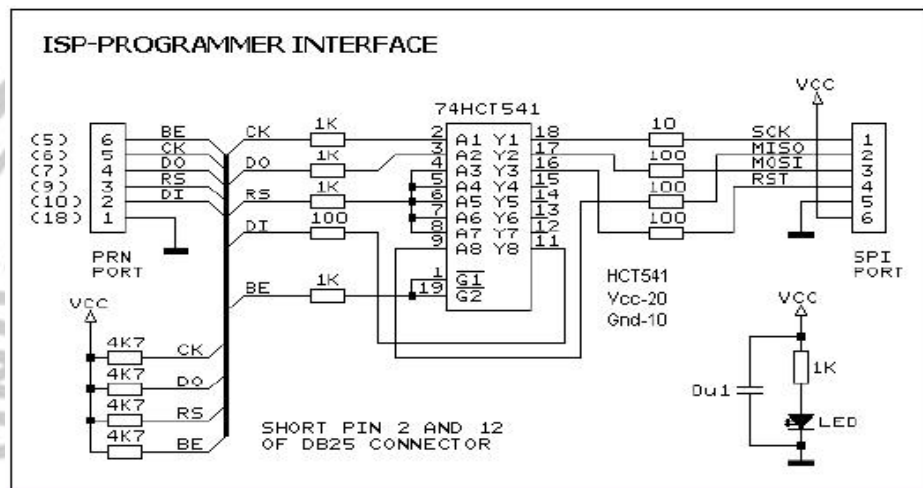 ISP-PROGRAMMER INTERFACE
74HCT541
VCC
(5) 6 BE
(6) 5 CK
(7) 4 DO
(9) 3 RS
(10) 2 DI
(18) 1
PRN
PORT
CK 1K 2
DO 1K 3
4
5
RS 1K 6
7
DI 100 8
9
BE 1K 1
19
A1 Y1 18
A2 Y2 17
A3 Y3 16
A4 Y4 15
A5 Y5 14
A6 Y6 13
A7 Y7 12
A8 Y8 11
G1
G2
10 SCK 1
100 MISO 2
MOSI 3
100 RST 4
100 5
6
SPI
PORT
HCT541
Vcc-20
Gnd-10
VCC
4K7 CK
4K7 DO
4K7 RS
4K7 BE
SHORT PIN 2 AND 12
OF DB25 CONNECTOR
VCC
1K
0u1
LED